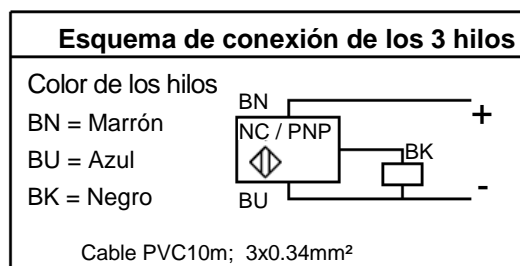 Esquema de conexión de los 3 hilos
Color de los hilos
BN = Marrón
BU = Azul
BK = Negro
BN
+
NC / PNP
BK
BU
-
Cable PVC10m; 3x0.34mm²